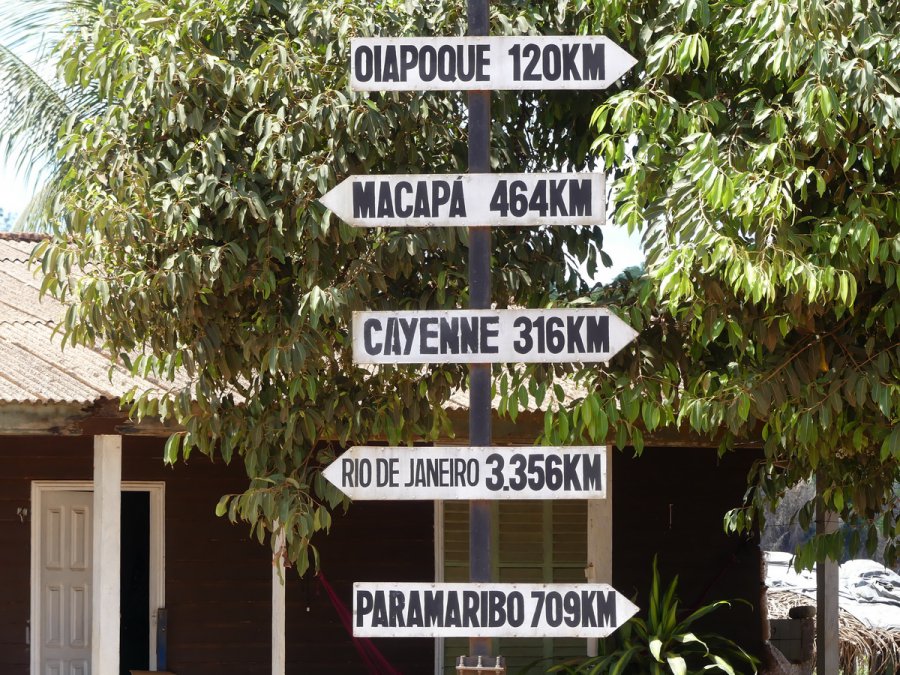 OIAPOQUE 120KM
MACAPÁ 464KM
CAYENNE 316KM
RIO DE JANEIRO 3.356KM
PARAMARIBO 709KM